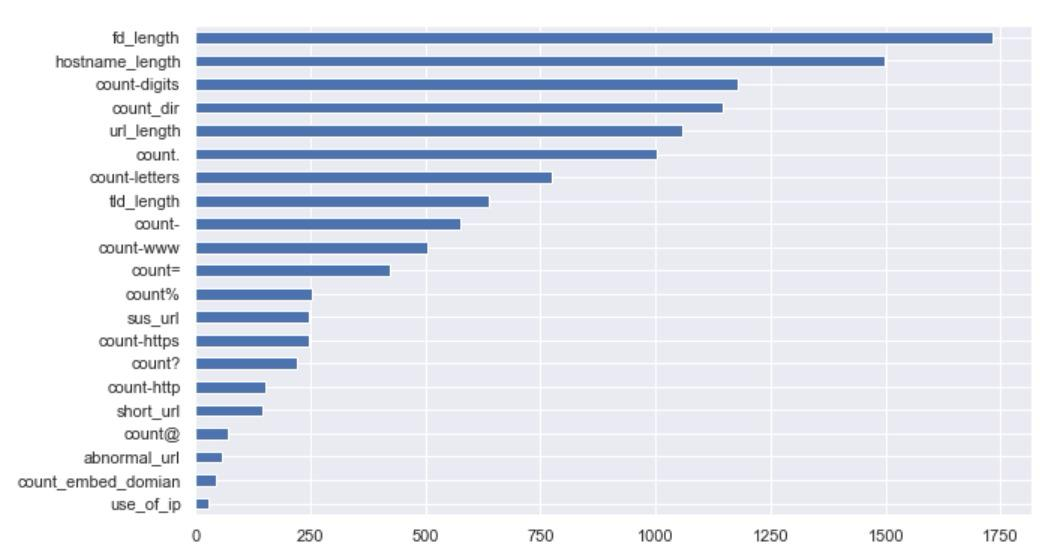 fd_length
hostname_length
count-digits
count_dir
url_length
count.
count-letters
tld_length
count-
count-www
count=
count%
sus_url
count-https
count?
count-http
short_url
count@
abnormal_url
count_embed_domian
use_of_ip
0 250 500 750 1000 1250 1500 1750